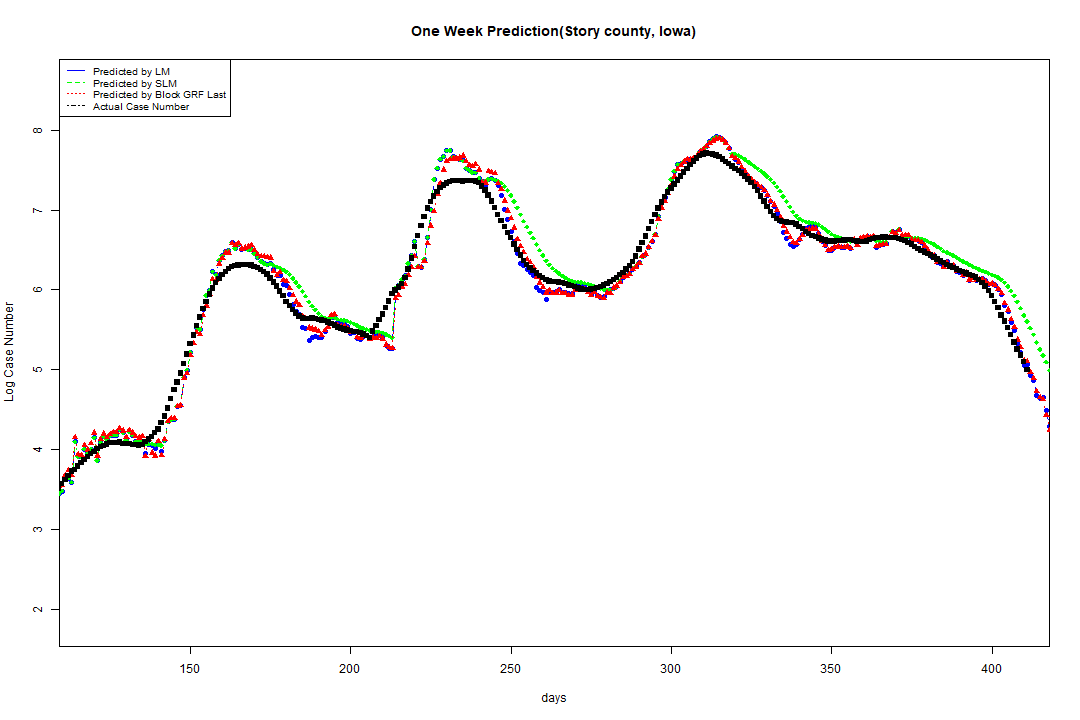 One Week Prediction(Story county, Iowa)
Predicted by LM
Predicted by SLM
Predicted by Block GRF Last
Actual Case Number
8
7
6
5
4
3
2
Log Case Number
150 200 250 300 350 400
days